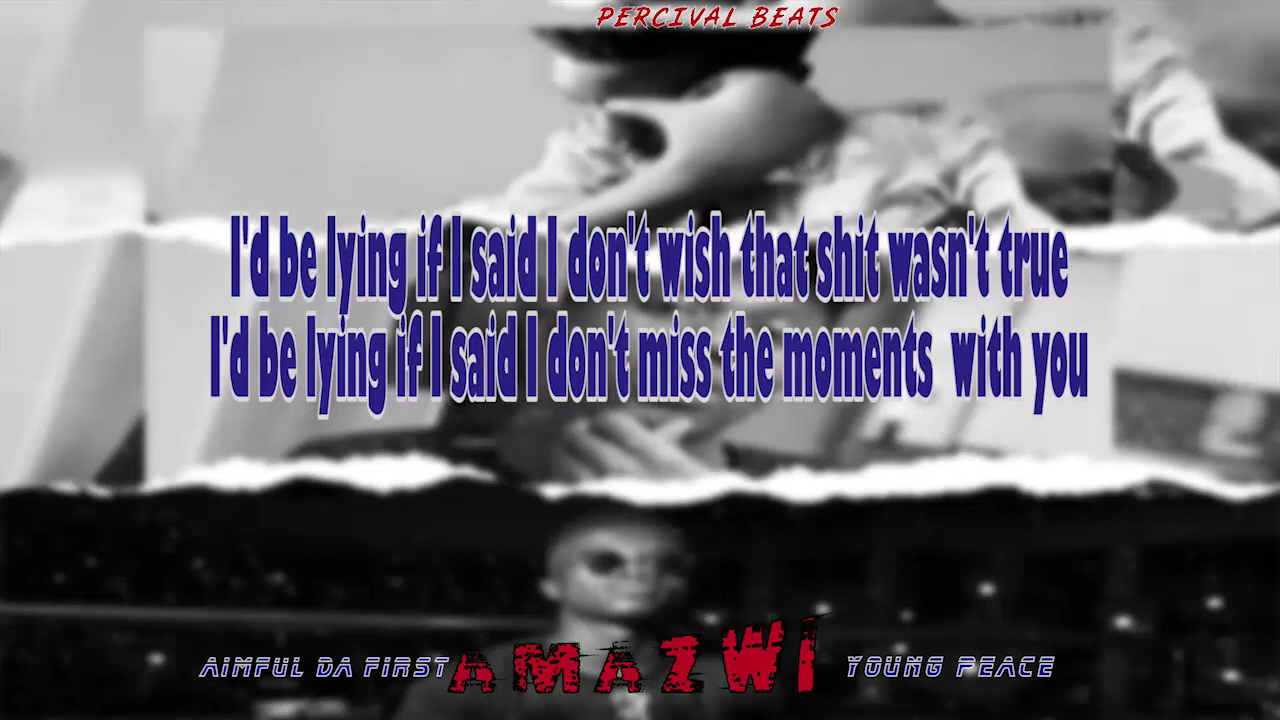 PERCIVAL BEATS
I'd be lying if I said I don't wish that shit wasn't true
I'd be lying if I said I don't miss the moments with you
AIMFUL DA FIRST AMAZWI YOUNG PEACE